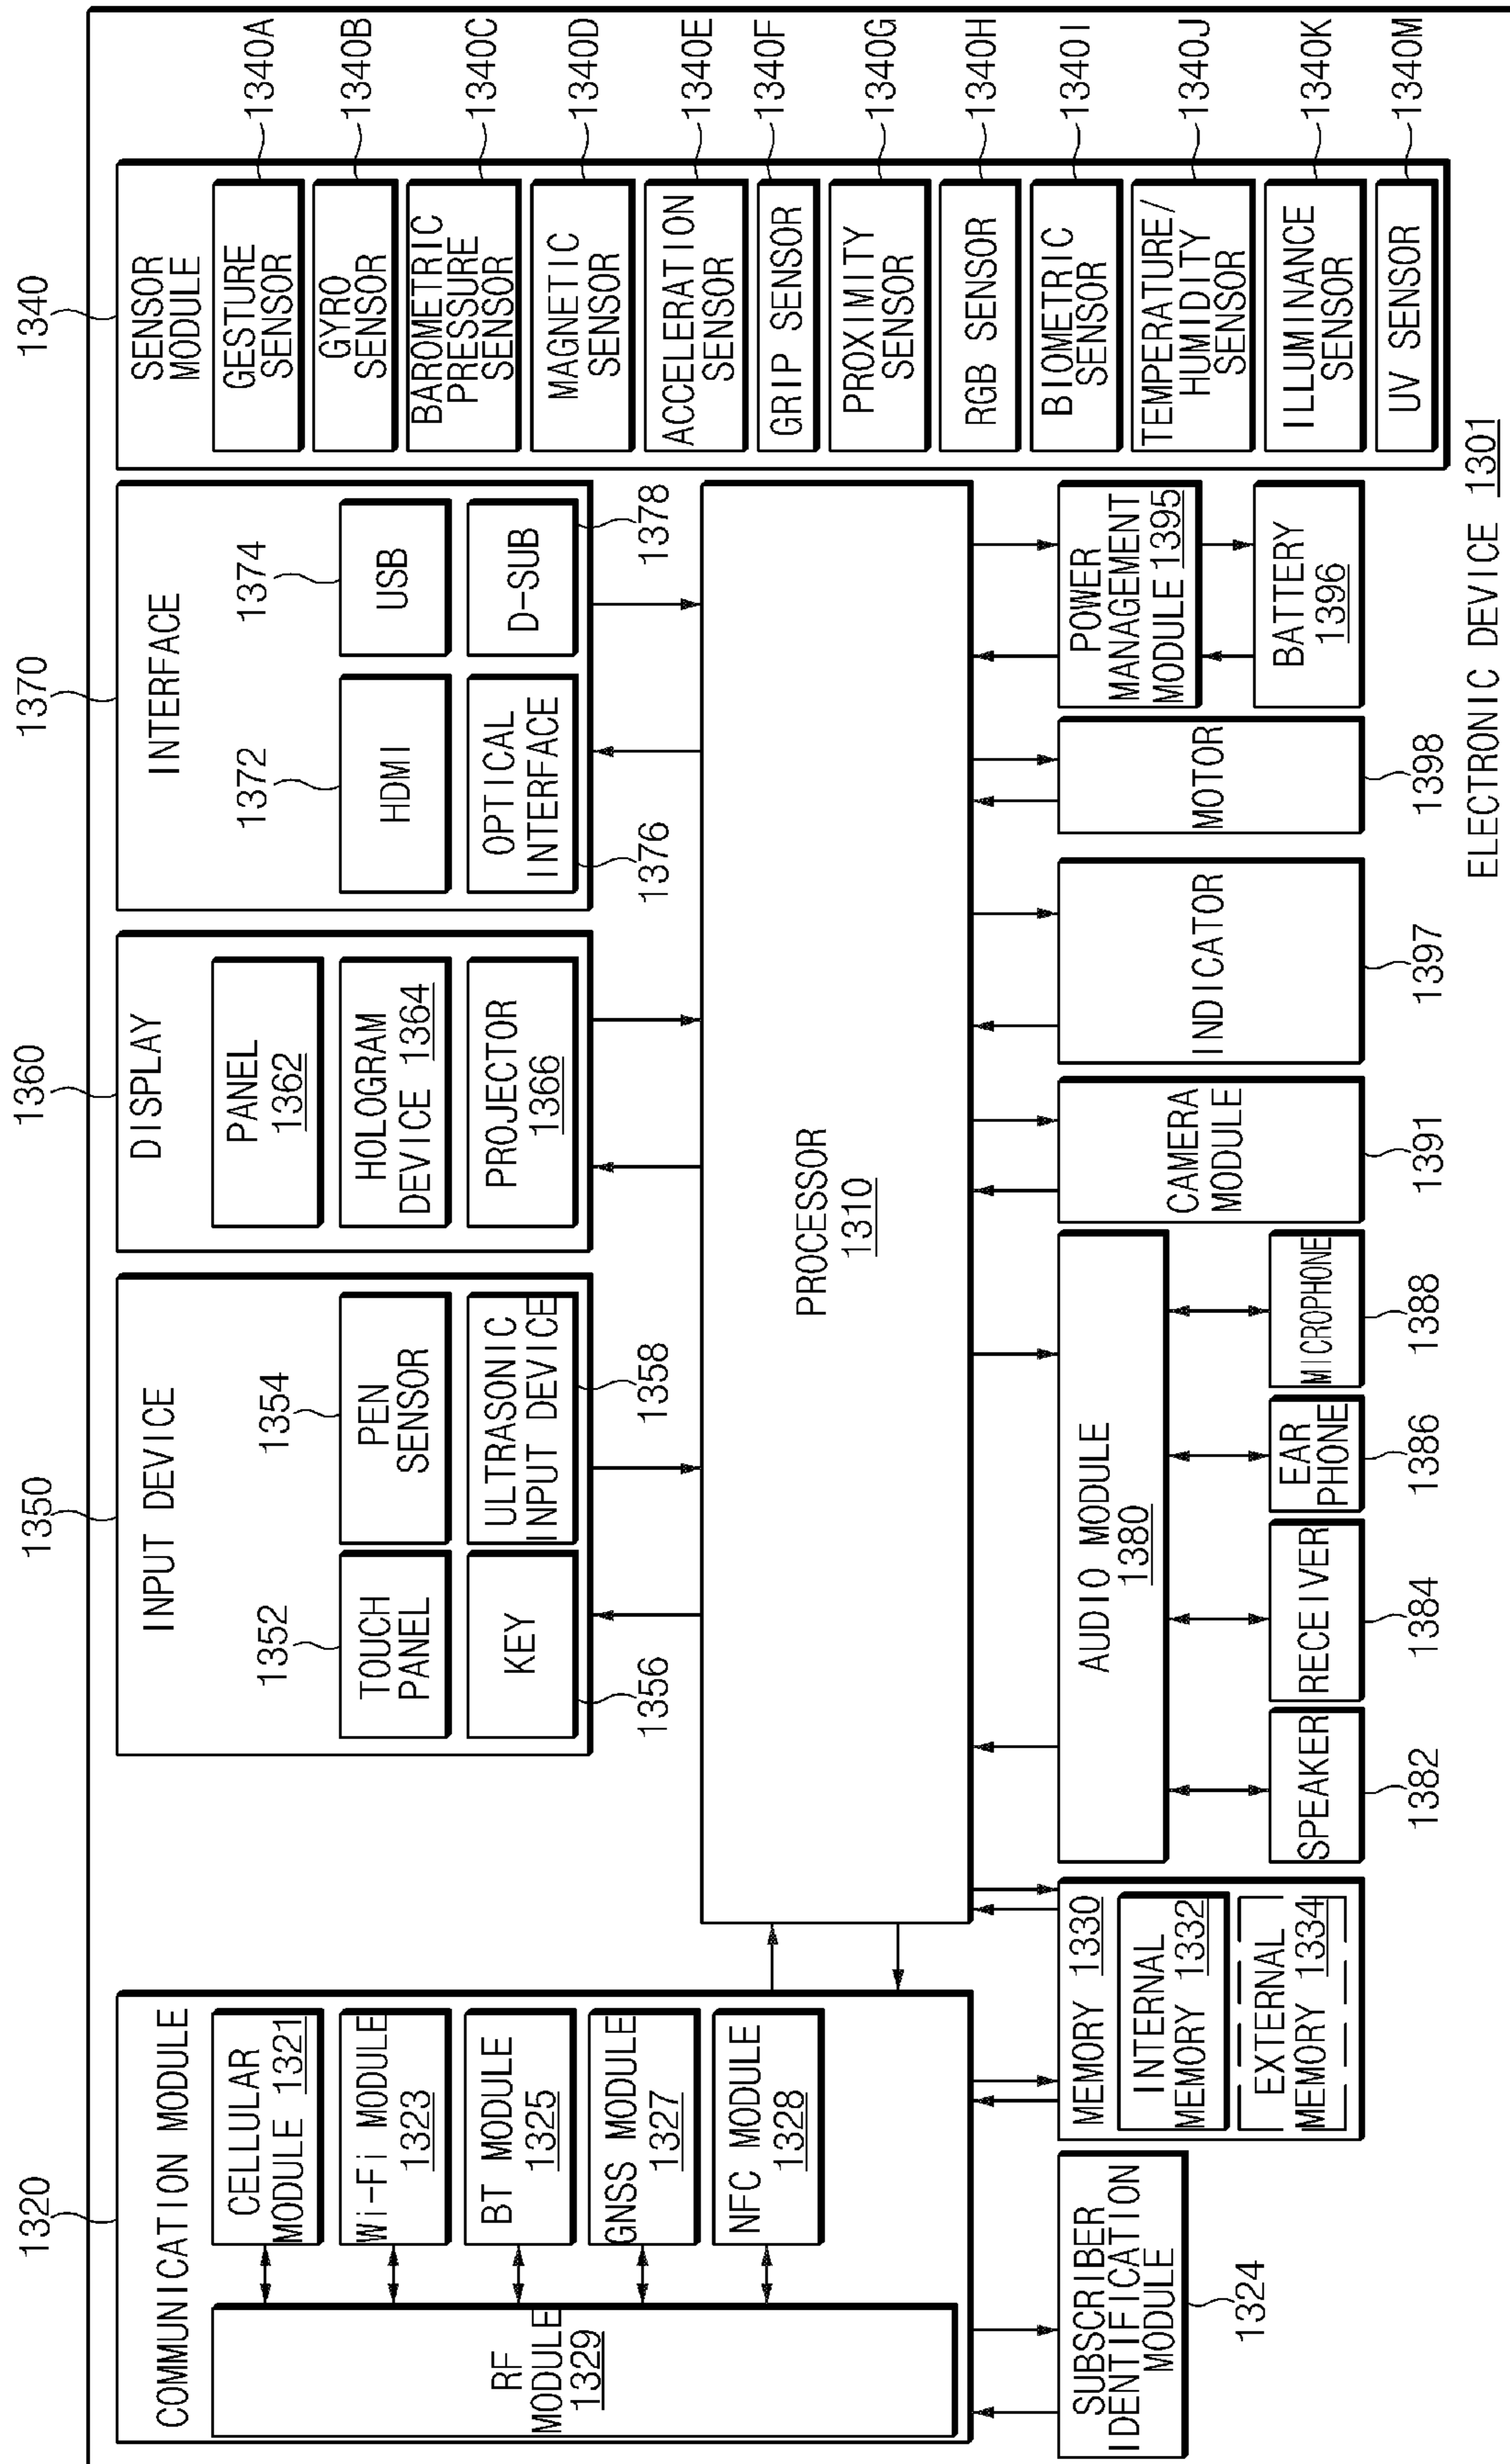 1320
COMMUNICATION MODULE
CELLULAR
MODULE 1321
Wi-Fi MODULE
1323
BT MODULE
1325
GNSS MODULE
1327
NFC MODULE
1328
RF
MODULE
1329
SUBSCRIBER
IDENTIFICATION
MODULE
1324
MEMORY 1330
INTERNAL
MEMORY 1332
EXTERNAL
MEMORY 1334
1350
INPUT DEVICE
1352
TOUCH
PANEL
1354
PEN
SENSOR
KEY
1356
ULTRASONIC
INPUT DEVICE
1358
1360
DISPLAY
PANEL
1362
HOLOGRAM
DEVICE 1364
PROJECTOR
1366
1370
INTERFACE
1372
HDMI
1374
USB
OPTICAL
INTERFACE
1376
D-SUB
1378
1340
SENSOR
MODULE
GESTURE
SENSOR
1340A
GYRO
SENSOR
1340B
BAROMETRIC
PRESSURE
SENSOR
1340C
MAGNETIC
SENSOR
1340D
ACCELERATION
SENSOR
1340E
GRIP SENSOR
1340F
PROXIMITY
SENSOR
1340G
RGB SENSOR
1340H
BIOMETRIC
SENSOR
1340I
TEMPERATURE/
HUMIDITY
SENSOR
1340J
ILLUMINANCE
SENSOR
1340K
UV SENSOR
1340M
PROCESSOR
1310
AUDIO MODULE
1380
SPEAKER
1382
RECEIVER
1384
EAR
PHONE
1386
MICROPHONE
1388
CAMERA
MODULE
1391
INDICATOR
1397
MOTOR
1398
POWER
MANAGEMENT
MODULE 1395
BATTERY
1396
ELECTRONIC DEVICE 1301